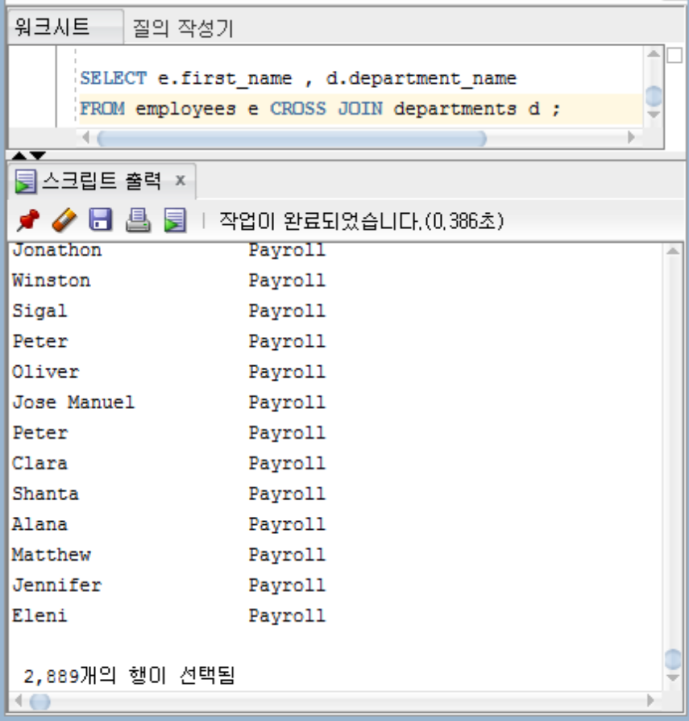 워크시트 질의 작성기
SELECT e.first_name , d.department_name
FROM employees e CROSS JOIN departments d ;
스크립트 출력 x
작업이 완료되었습니다.(0,386초)
Jonathon Payroll
Winston Payroll
Sigal Payroll
Peter Payroll
Oliver Payroll
Jose Manuel Payroll
Peter Payroll
Clara Payroll
Shanta Payroll
Alana Payroll
Matthew Payroll
Jennifer Payroll
Eleni Payroll
2,889개의 행이 선택됨